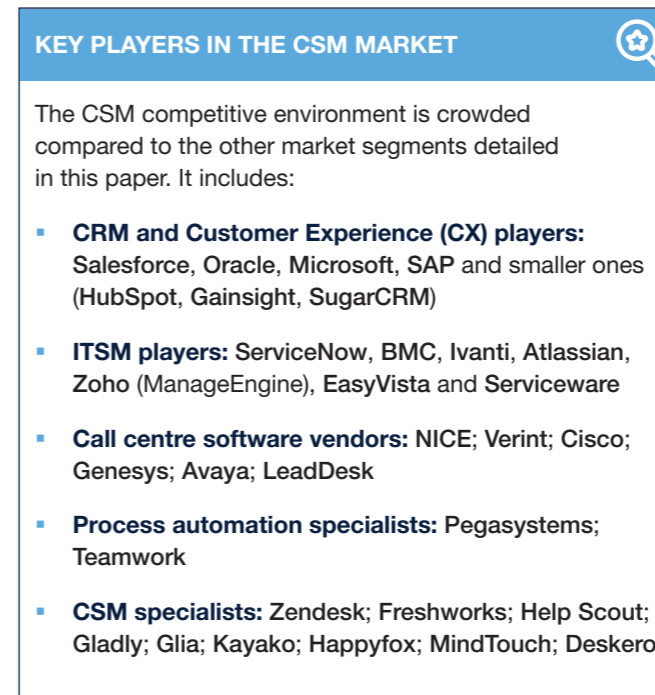 KEY PLAYERS IN THE CSM MARKET
The CSM competitive environment is crowded
compared to the other market segments detailed
in this paper. It includes:
▪ CRM and Customer Experience (CX) players:
Salesforce, Oracle, Microsoft, SAP and smaller ones
(HubSpot, Gainsight, SugarCRM)
▪ ITSM players: ServiceNow, BMC, Ivanti, Atlassian,
Zoho (ManageEngine), EasyVista and Serviceware
▪ Call centre software vendors: NICE; Verint; Cisco;
Genesys; Avaya; LeadDesk
▪ Process automation specialists: Pegasystems;
Teamwork
▪ CSM specialists: Zendesk; Freshworks; Help Scout;
Gladly; Glia; Kayako; Happyfox; MindTouch; Deskero